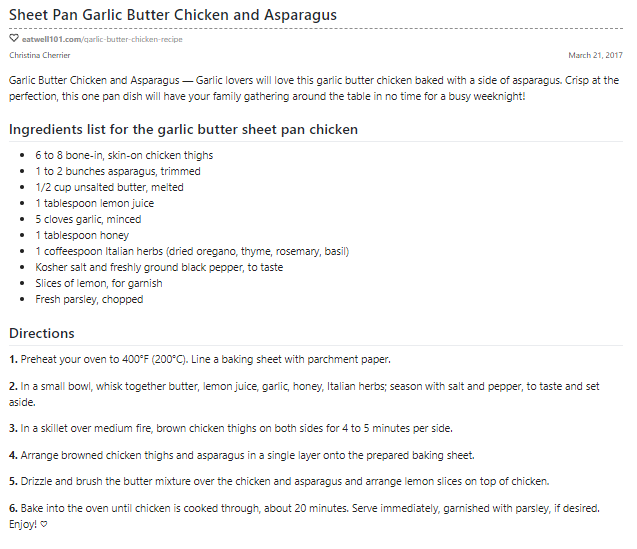 Sheet Pan Garlic Butter Chicken and Asparagus
eatwell101.com/garlic-butter-chicken-recipe
Christina Cherrier
March 21, 2017
Garlic Butter Chicken and Asparagus — Garlic lovers will love this garlic butter chicken baked with a side of asparagus. Crisp at the
perfection, this one pan dish will have your family gathering around the table in no time for a busy weeknight!
Ingredients list for the garlic butter sheet pan chicken
• 6 to 8 bone-in, skin-on chicken thighs
• 1 to 2 bunches asparagus, trimmed
• 1/2 cup unsalted butter, melted
• 1 tablespoon lemon juice
• 5 cloves garlic, minced
• 1 tablespoon honey
• 1 coffeespoon Italian herbs (dried oregano, thyme, rosemary, basil)
• Kosher salt and freshly ground black pepper, to taste
• Slices of lemon, for garnish
• Fresh parsley, chopped
Directions
1. Preheat your oven to 400°F (200°C). Line a baking sheet with parchment paper.
2. In a small bowl, whisk together butter, lemon juice, garlic, honey, Italian herbs; season with salt and pepper, to taste and set
aside.
3. In a skillet over medium fire, brown chicken thighs on both sides for 4 to 5 minutes per side.
4. Arrange browned chicken thighs and asparagus in a single layer onto the prepared baking sheet.
5. Drizzle and brush the butter mixture over the chicken and asparagus and arrange lemon slices on top of chicken.
6. Bake into the oven until chicken is cooked through, about 20 minutes. Serve immediately, garnished with parsley, if desired.
Enjoy! ♡